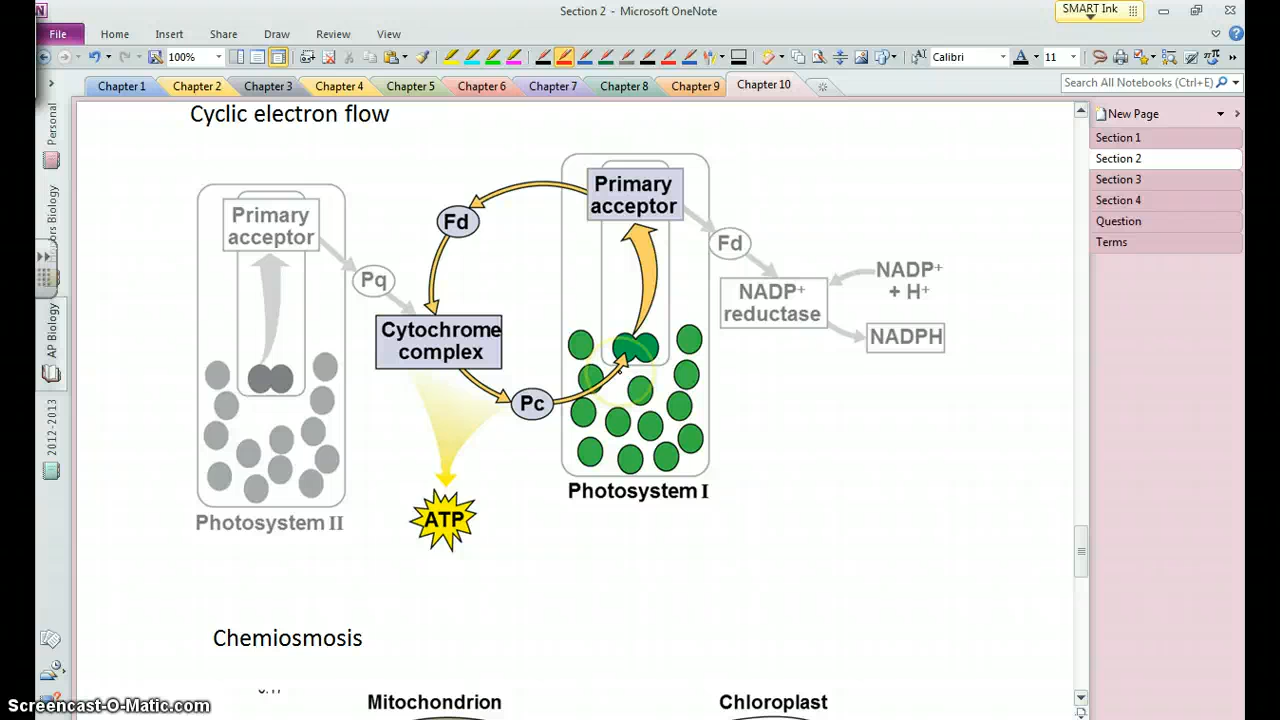 Section 2 - Microsoft OneNote
SMART Ink
File Home Insert Share Draw Review View
100%
Calibri 11
Chapter 1 Chapter 2 Chapter 3 Chapter 4 Chapter 5 Chapter 6 Chapter 7 Chapter 8 Chapter 9 Chapter 10
Search All Notebooks (Ctrl+E)
New Page
Section 1
Section 2
Section 3
Section 4
Question
Terms
Personal
AP Biology
2012-2013
Cyclic electron flow
Primary
acceptor
Pq
Photosystem II
Fd
Cytochrome
complex
Pc
ATP
Primary
acceptor
Photosystem I
Fd
NADP⁺
reductase
NADP⁺
+ H⁺
NADPH
Chemiosmosis
Mitochondrion
Chloroplast
Screencast-O-Matic.com